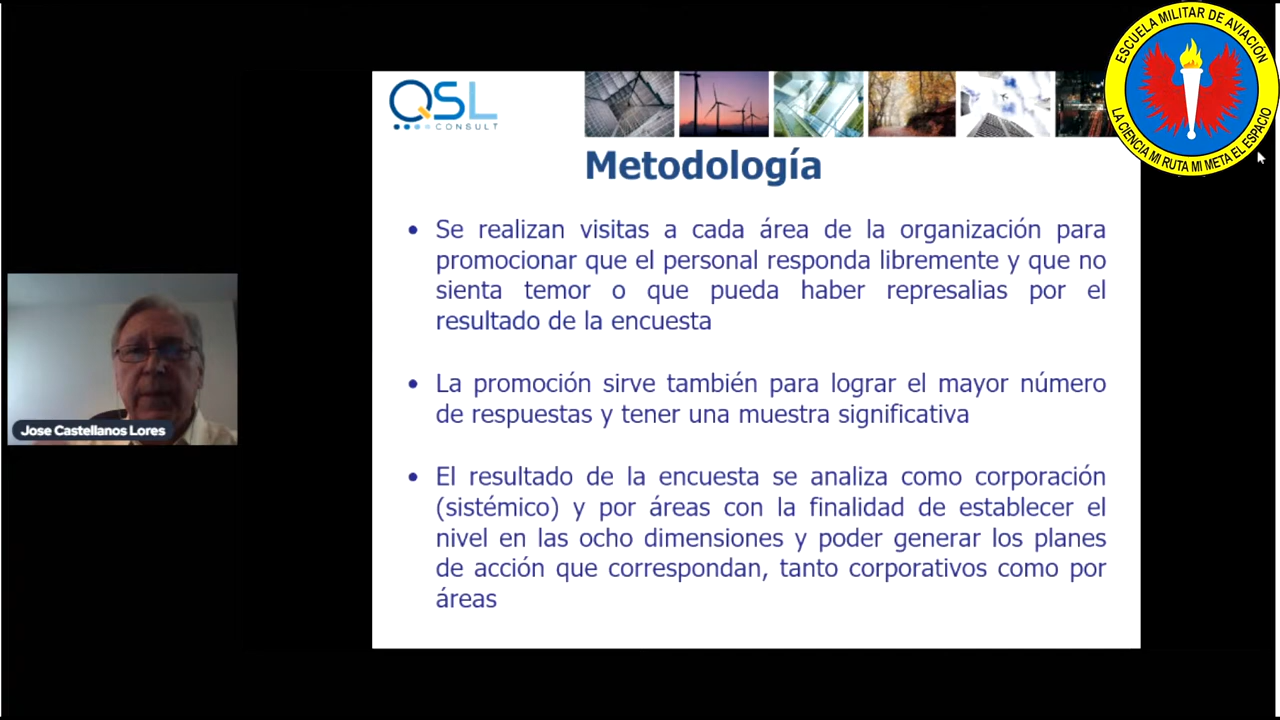 QSL
CONSULT
ESCUELA MILITAR DE AVIACIÓN
LA CIENCIA MI RUTA MI META EL ESPACIO
Metodología
• Se realizan visitas a cada área de la organización para
promocionar que el personal responda libremente y que no
sienta temor o que pueda haber represalias por el
resultado de la encuesta
• La promoción sirve también para lograr el mayor número
de respuestas y tener una muestra significativa
• El resultado de la encuesta se analiza como corporación
(sistémico) y por áreas con la finalidad de establecer el
nivel en las ocho dimensiones y poder generar los planes
de acción que correspondan, tanto corporativos como por
áreas
Jose Castellanos Lores